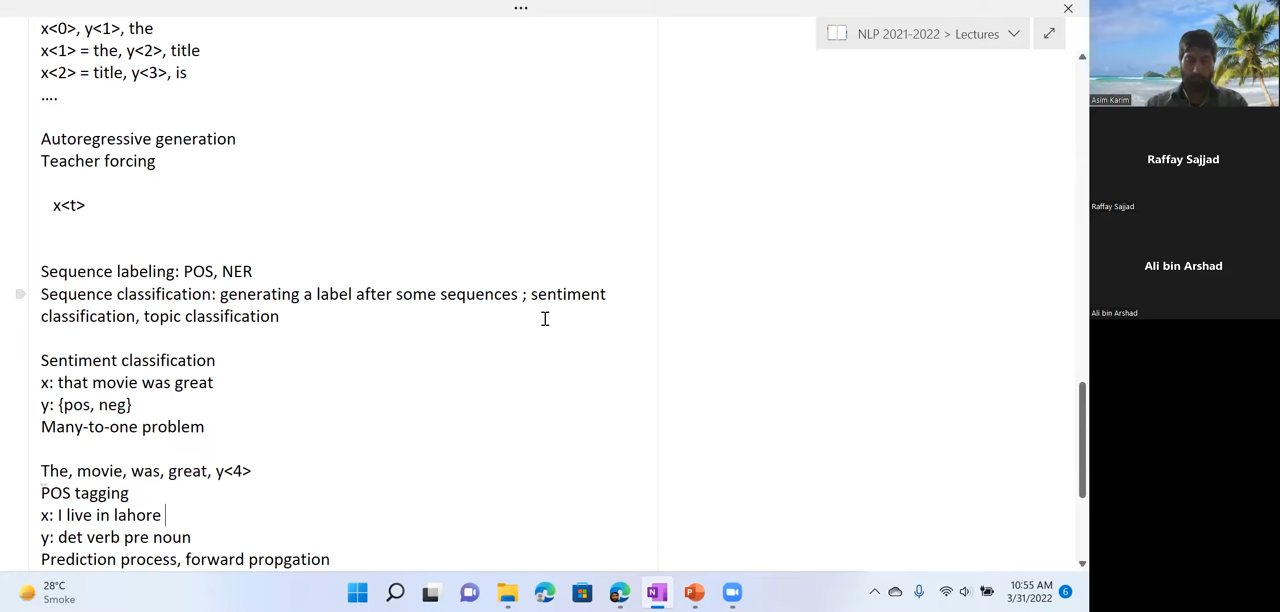 x<0>, y<1>, the
x<1> = the, y<2>, title
x<2> = title, y<3>, is
....
Autoregressive generation
Teacher forcing
x<t>
Sequence labeling: POS, NER
Sequence classification: generating a label after some sequences ; sentiment
classification, topic classification
Sentiment classification
x: that movie was great
y: {pos, neg}
Many-to-one problem
The, movie, was, great, y<4>
POS tagging
x: I live in lahore
y: det verb pre noun
Prediction process, forward propgation
NLP 2021-2022 > Lectures
Asim Karim
Raffay Sajjad
Raffay Sajjad
Ali bin Arshad
Ali bin Arshad
28°C
Smoke
10:55 AM
3/31/2022
6